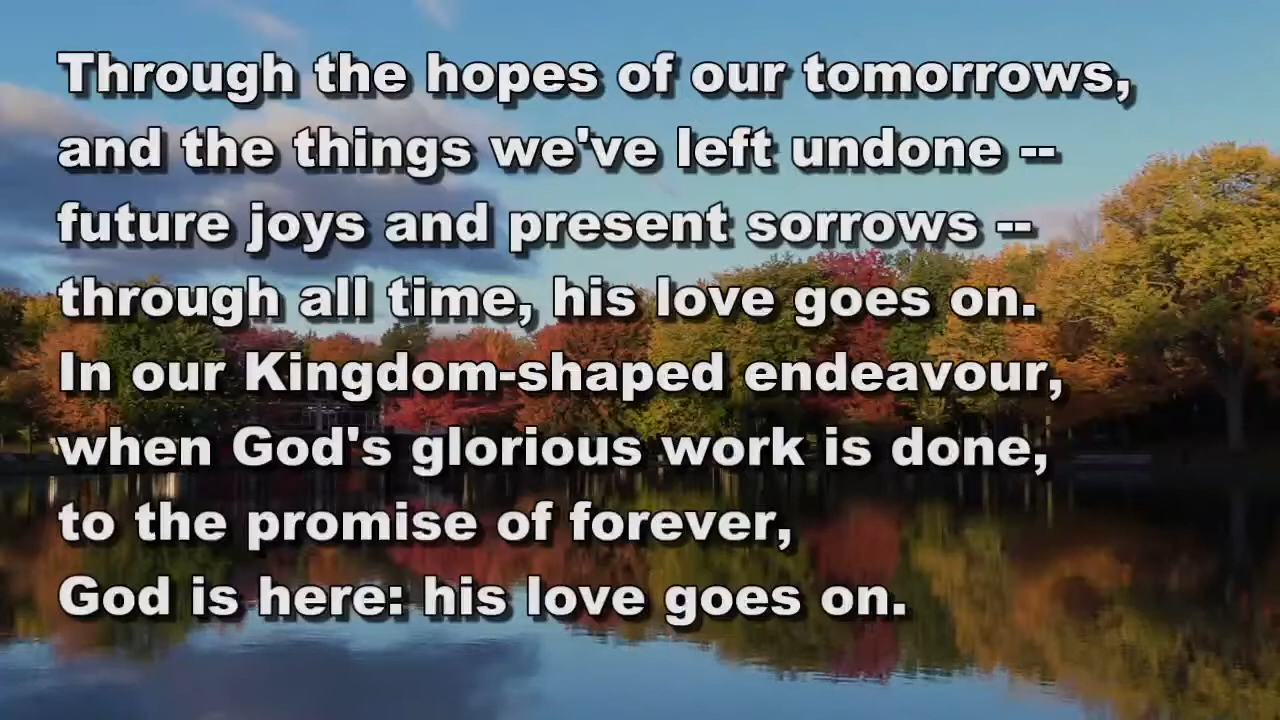 Through the hopes of our tomorrows,
and the things we've left undone --
future joys and present sorrows --
through all time, his love goes on.
In our Kingdom-shaped endeavour,
when God's glorious work is done,
to the promise of forever,
God is here: his love goes on.